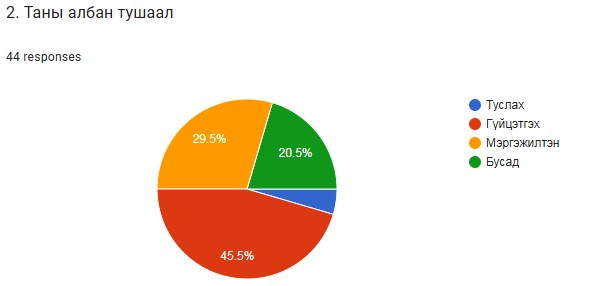 2. Таны албан тушаал
44 responses
Туслах
Гүйцэтгэх
Мэргэжилтэн
Бусад
29.5%
20.5%
45.5%